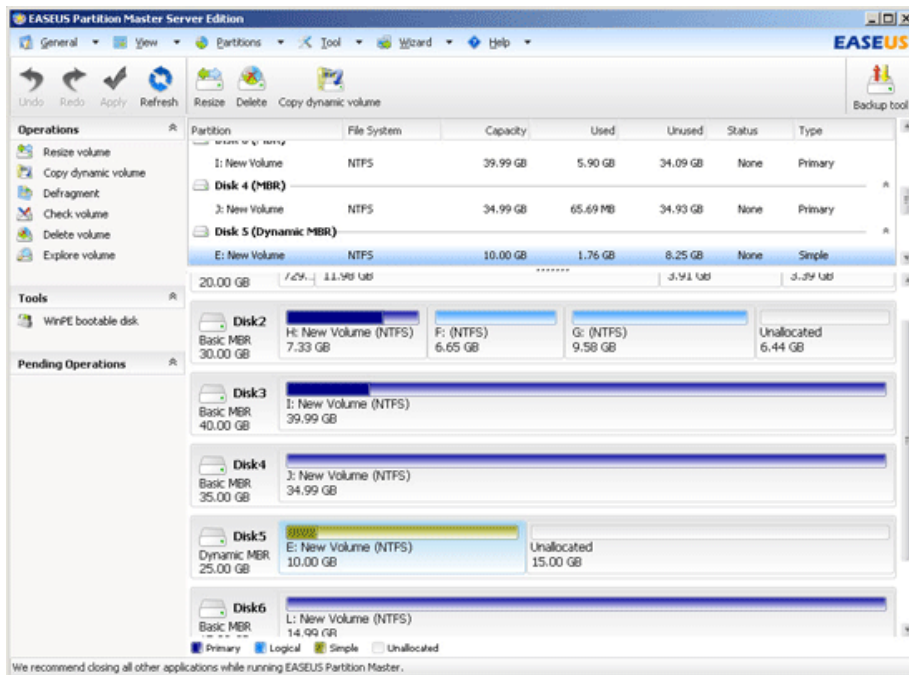 EASEUS Partition Master Server Edition
General View Partitions Tool Wizard Help EASEUS
Undo Redo Apply Refresh Resize Delete Copy dynamic volume Backup tool
Operations
Resize volume
Copy dynamic volume
Defragment
Check volume
Delete volume
Explore volume
Tools
WinPE bootable disk
Pending Operations
Partition File System Capacity Used Unused Status Type
I: New Volume NTFS 39.99 GB 5.90 GB 34.09 GB None Primary
Disk 4 (MBR)
J: New Volume NTFS 34.99 GB 65.69 MB 34.93 GB None Primary
Disk 5 (Dynamic MBR)
E: New Volume NTFS 10.00 GB 1.76 GB 8.25 GB None Simple
20.00 GB 729... 11.98 GB 3.91 GB 3.39 GB
Disk2
Basic MBR
30.00 GB
H: New Volume (NTFS)
7.33 GB
F: (NTFS)
6.65 GB
G: (NTFS)
9.58 GB
Unallocated
6.44 GB
Disk3
Basic MBR
40.00 GB
I: New Volume (NTFS)
39.99 GB
Disk4
Basic MBR
35.00 GB
J: New Volume (NTFS)
34.99 GB
Disk5
Dynamic MBR
25.00 GB
E: New Volume (NTFS)
10.00 GB
Unallocated
15.00 GB
Disk6
Basic MBR
L: New Volume (NTFS)
14.99 GB
Primary Logical Simple Unallocated
We recommend closing all other applications while running EASEUS Partition Master.